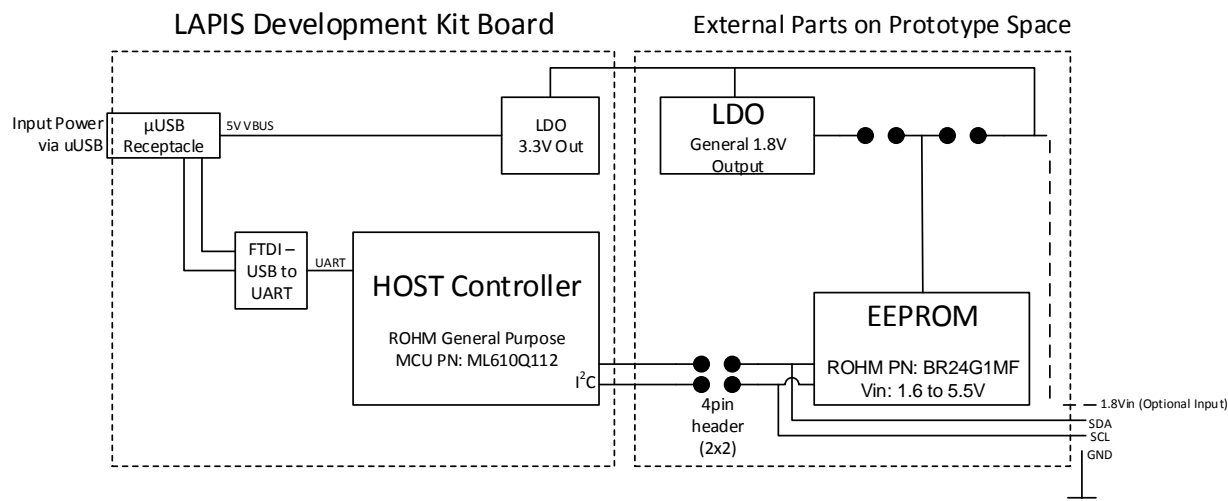 LAPIS Development Kit Board
External Parts on Prototype Space
Input Power
via uUSB
µUSB
Receptacle
5V VBUS
LDO
3.3V Out
LDO
General 1.8V
Output
FTDI –
USB to
UART
UART
HOST Controller
ROHM General Purpose
MCU PN: ML610Q112
I²C
4pin
header
(2x2)
EEPROM
ROHM PN: BR24G1MF
Vin: 1.6 to 5.5V
1.8Vin (Optional Input)
SDA
SCL
GND